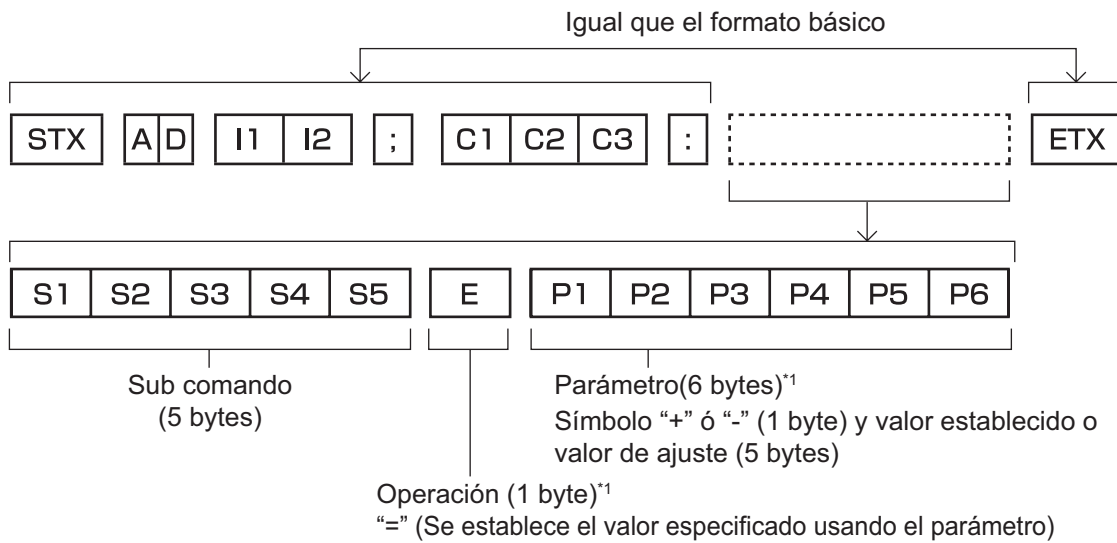 Igual que el formato básico
STX A D I1 I2 ; C1 C2 C3 : ETX
S1 S2 S3 S4 S5 E P1 P2 P3 P4 P5 P6
Sub comando
(5 bytes)
Parámetro(6 bytes)*1
Símbolo “+” ó “-” (1 byte) y valor establecido o
valor de ajuste (5 bytes)
Operación (1 byte)*1
“=” (Se establece el valor especificado usando el parámetro)